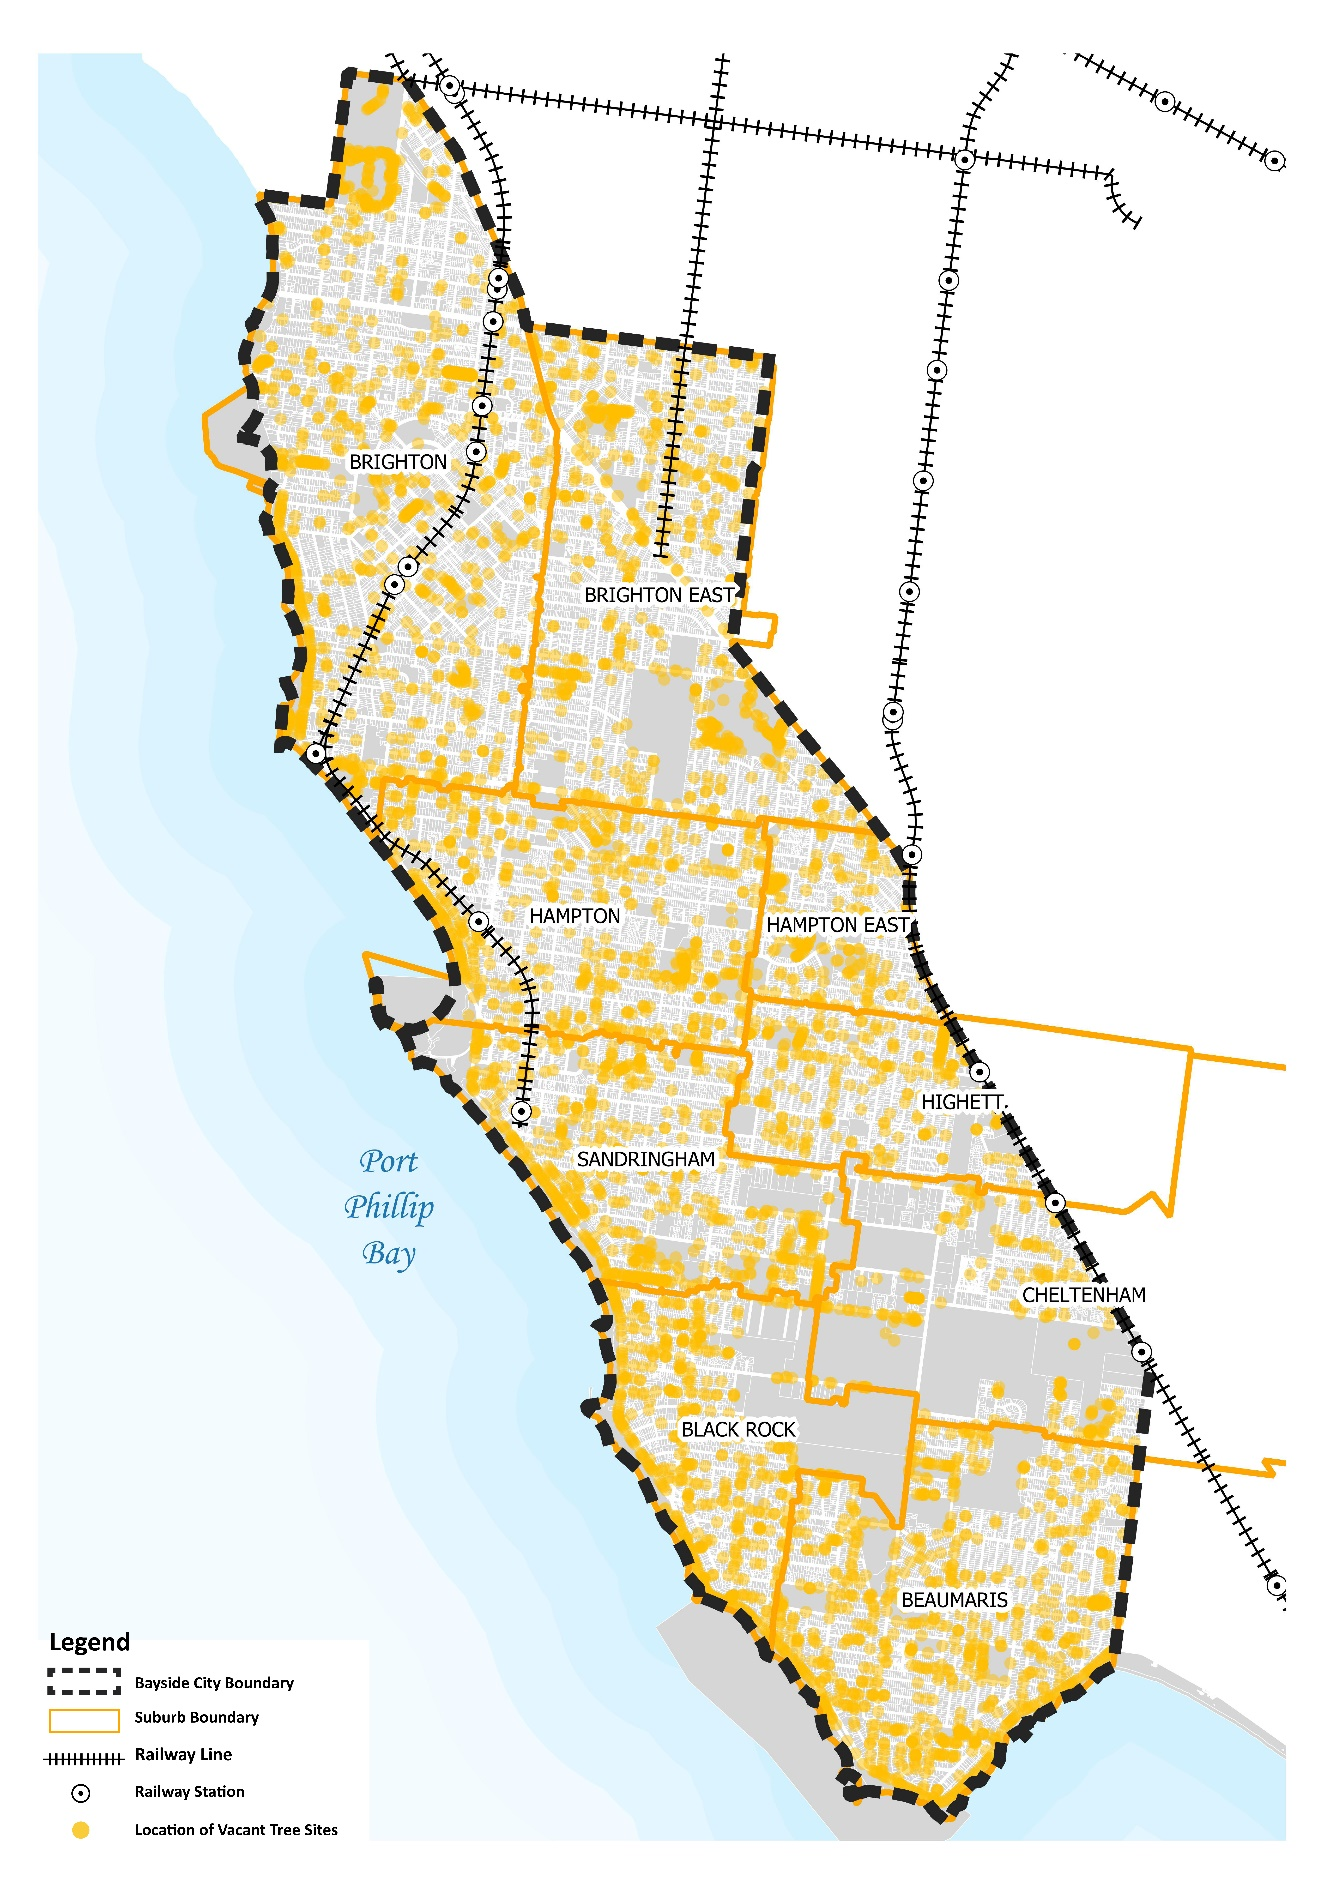 BRIGHTON
BRIGHTON EAST
HAMPTON
HAMPTON EAST
HIGHETT
SANDRINGHAM
Port
Phillip
Bay
CHELTENHAM
BLACK ROCK
BEAUMARIS
Legend
Bayside City Boundary
Suburb Boundary
Railway Line
Railway Station
Location of Vacant Tree Sites